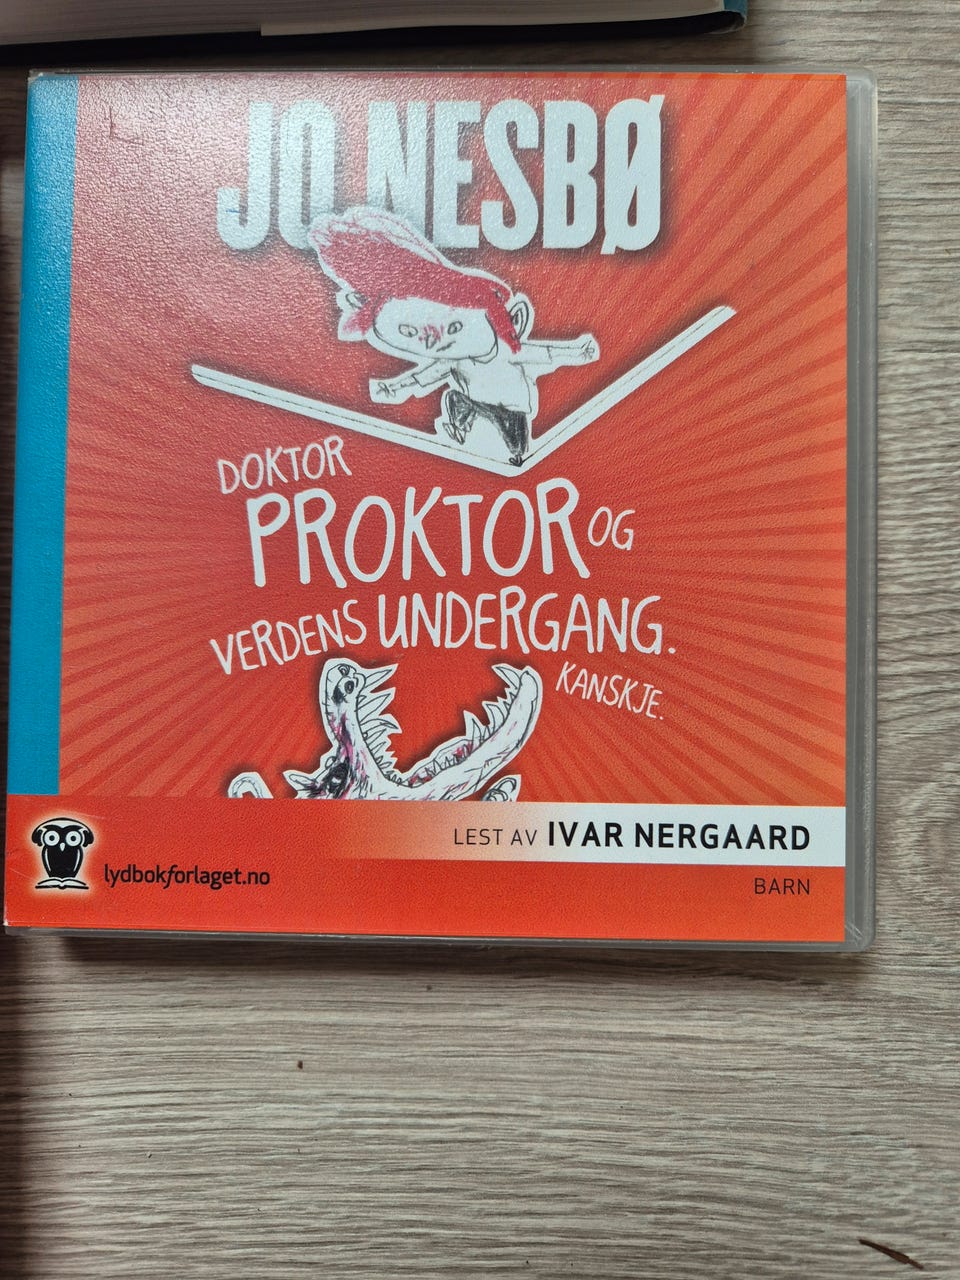 JO NESBØ
DOKTOR
PROKTOR OG
VERDENS UNDERGANG.
KANSKJE.
LEST AV IVAR NERGAARD
lydbokforlaget.no
BARN